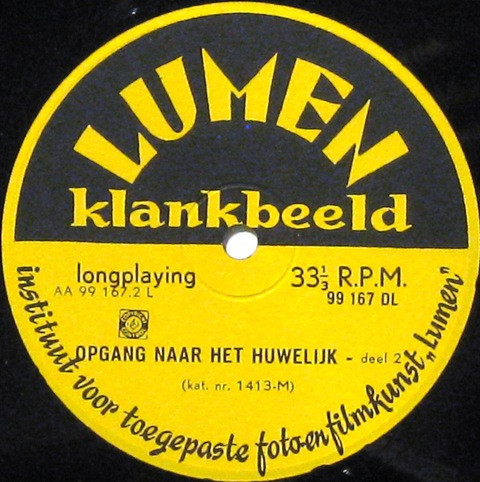 LUMEN
klankbeeld
longplaying 33⅓ R.P.M.
AA 99 167.2 L 99 167 DL
OPGANG NAAR HET HUWELIJK - deel 2
(kat. nr. 1413-M)
instituut voor toegepaste foto en filmkunst „Lumen”